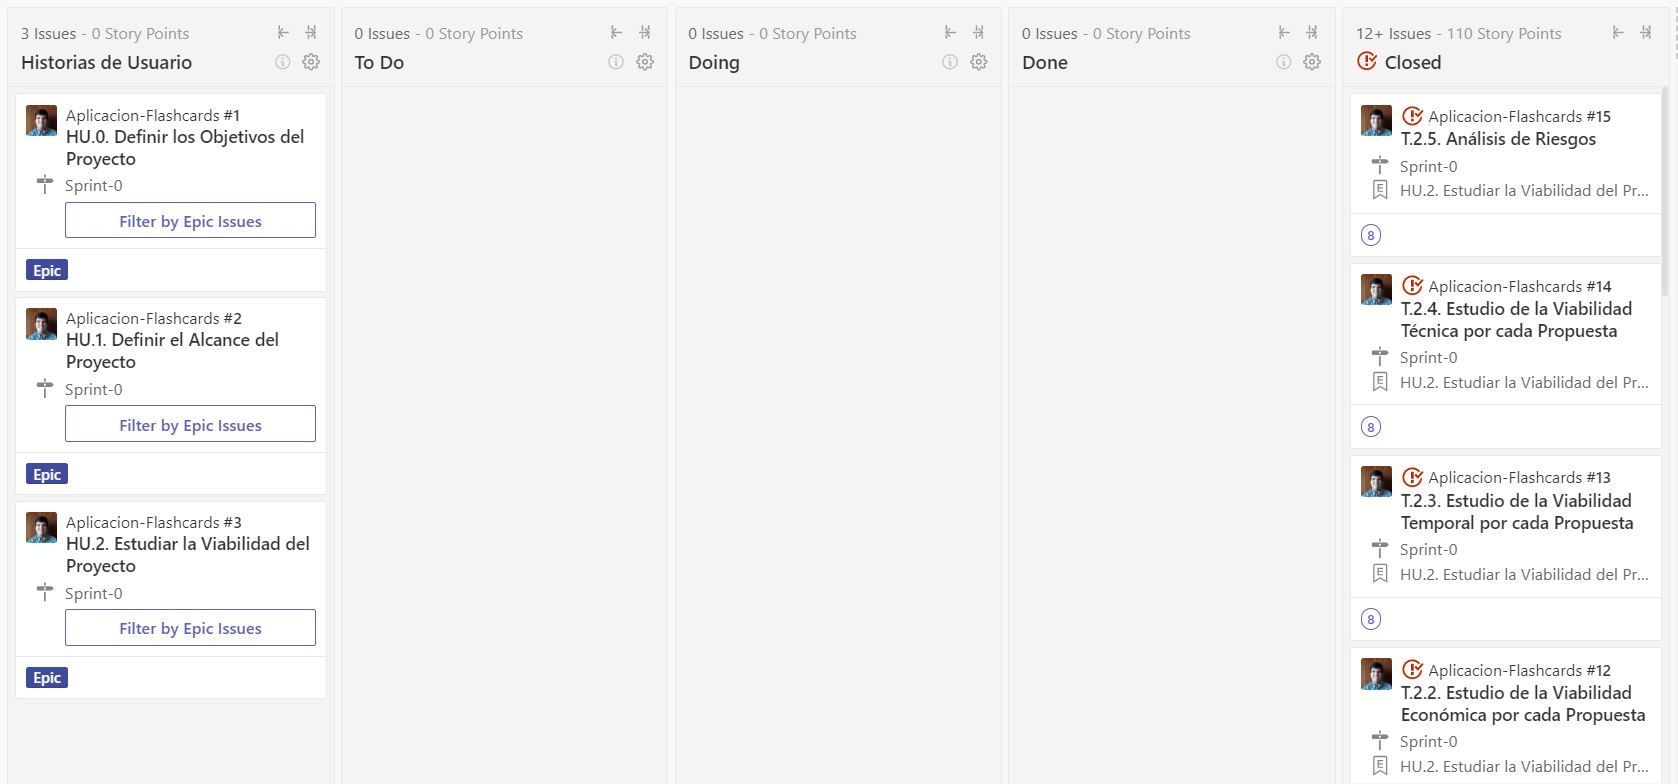 3 Issues - 0 Story Points
Historias de Usuario
Aplicacion-Flashcards #1
HU.0. Definir los Objetivos del
Proyecto
Sprint-0
Filter by Epic Issues
Epic
Aplicacion-Flashcards #2
HU.1. Definir el Alcance del
Proyecto
Sprint-0
Filter by Epic Issues
Epic
Aplicacion-Flashcards #3
HU.2. Estudiar la Viabilidad del
Proyecto
Sprint-0
Filter by Epic Issues
Epic
0 Issues - 0 Story Points
To Do
0 Issues - 0 Story Points
Doing
0 Issues - 0 Story Points
Done
12+ Issues - 110 Story Points
Closed
Aplicacion-Flashcards #15
T.2.5. Análisis de Riesgos
Sprint-0
E HU.2. Estudiar la Viabilidad del Pr...
8
Aplicacion-Flashcards #14
T.2.4. Estudio de la Viabilidad
Técnica por cada Propuesta
Sprint-0
E HU.2. Estudiar la Viabilidad del Pr...
8
Aplicacion-Flashcards #13
T.2.3. Estudio de la Viabilidad
Temporal por cada Propuesta
Sprint-0
E HU.2. Estudiar la Viabilidad del Pr...
8
Aplicacion-Flashcards #12
T.2.2. Estudio de la Viabilidad
Económica por cada Propuesta
Sprint-0
E HU.2. Estudiar la Viabilidad del Pr...